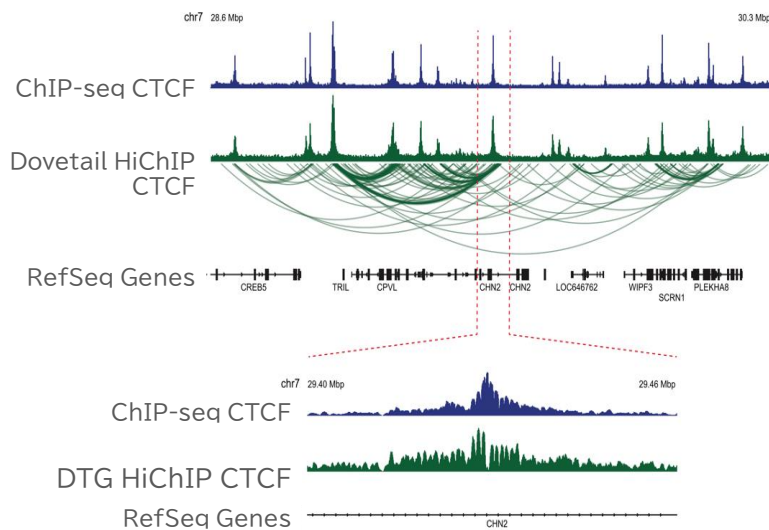 chr7 28.6 Mbp 30.3 Mbp
ChIP-seq CTCF
Dovetail HiChIP
CTCF
RefSeq Genes
CREB5 TRIL CPVL CHN2 CHN2 LOC646762 WIPF3 PLEKHA8
SCRN1
chr7 29.40 Mbp 29.46 Mbp
ChIP-seq CTCF
DTG HiChIP CTCF
RefSeq Genes
CHN2